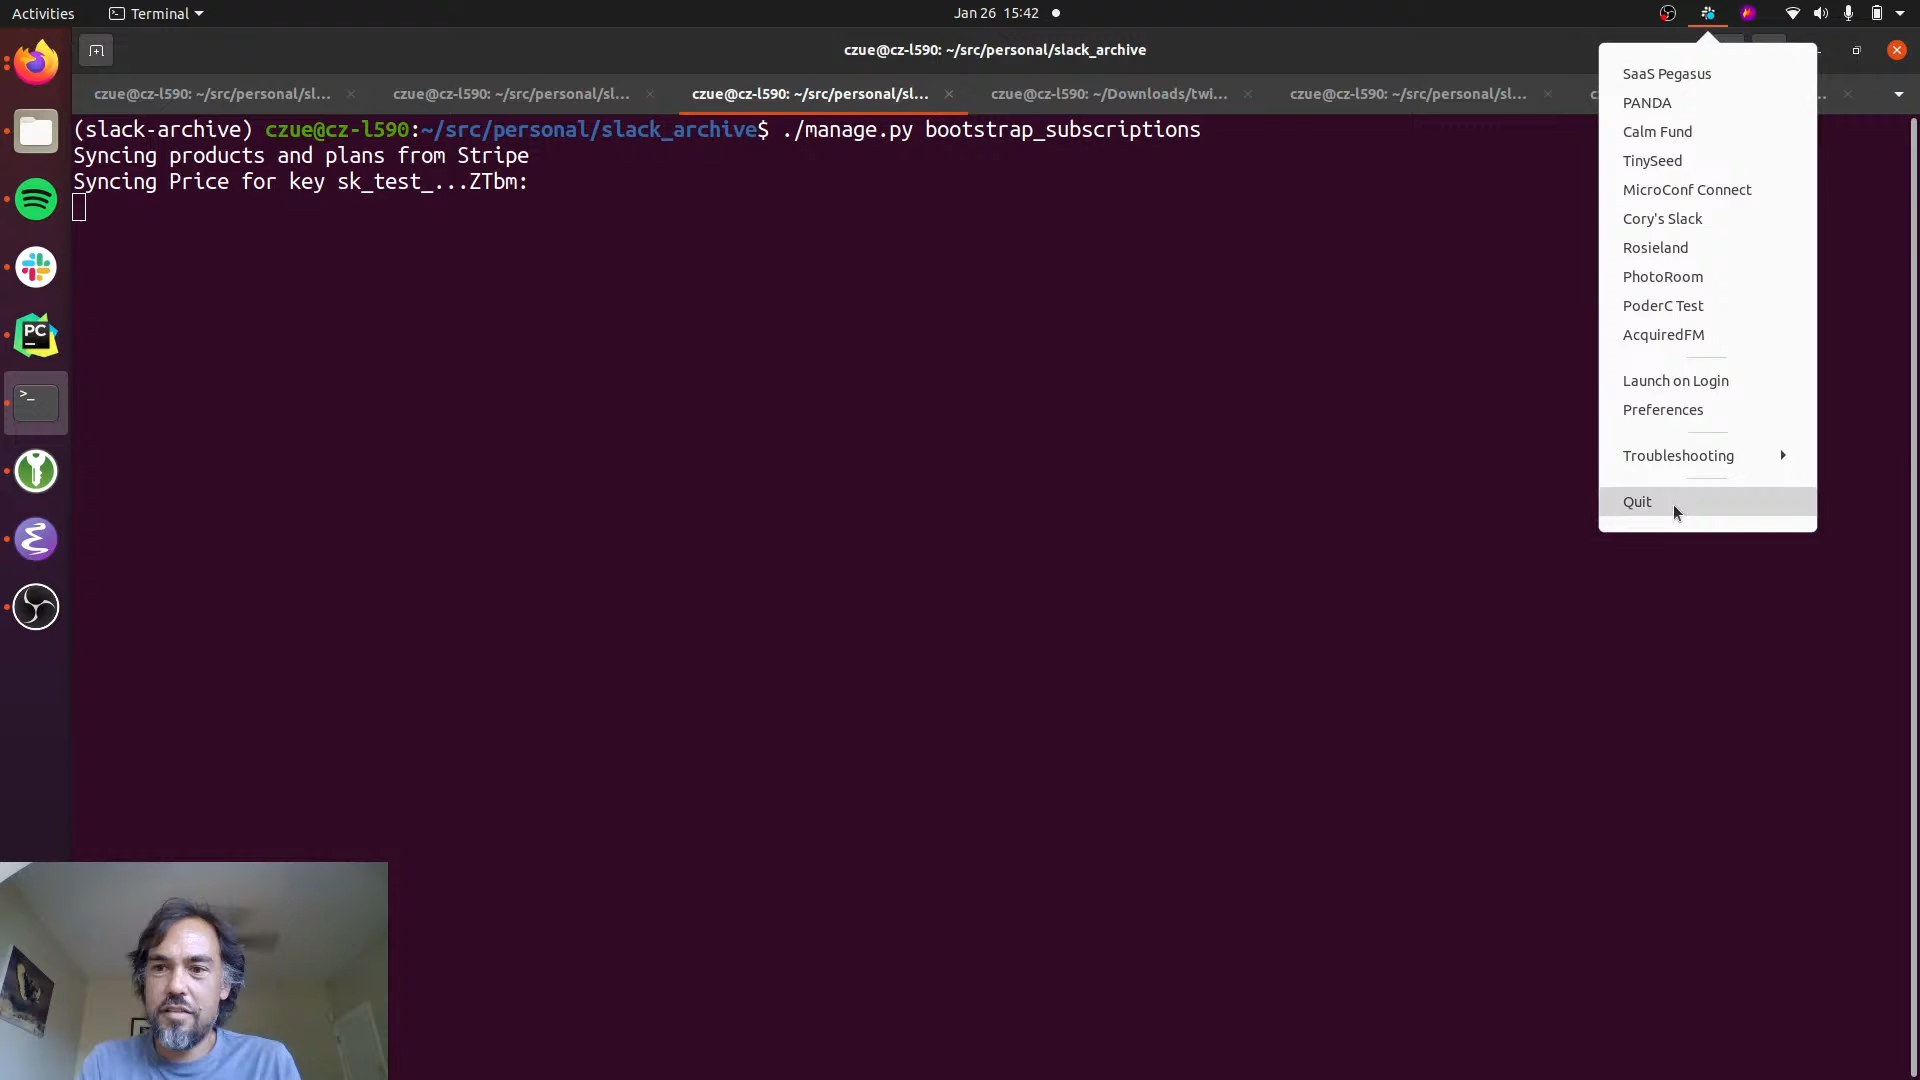 Activities
Terminal
Jan 26 15:42
czue@cz-l590: ~/src/personal/slack_archive
czue@cz-l590: ~/src/personal/sl...
czue@cz-l590: ~/src/personal/sl...
czue@cz-l590: ~/src/personal/sl...
czue@cz-l590: ~/Downloads/twi...
czue@cz-l590: ~/src/personal/sl...
(slack-archive) czue@cz-l590:~/src/personal/slack_archive$ ./manage.py bootstrap_subscriptions
Syncing products and plans from Stripe
Syncing Price for key sk_test_...ZTbm:
SaaS Pegasus
PANDA
Calm Fund
TinySeed
MicroConf Connect
Cory's Slack
Rosieland
PhotoRoom
PoderC Test
AcquiredFM
Launch on Login
Preferences
Troubleshooting
Quit
PC
>_